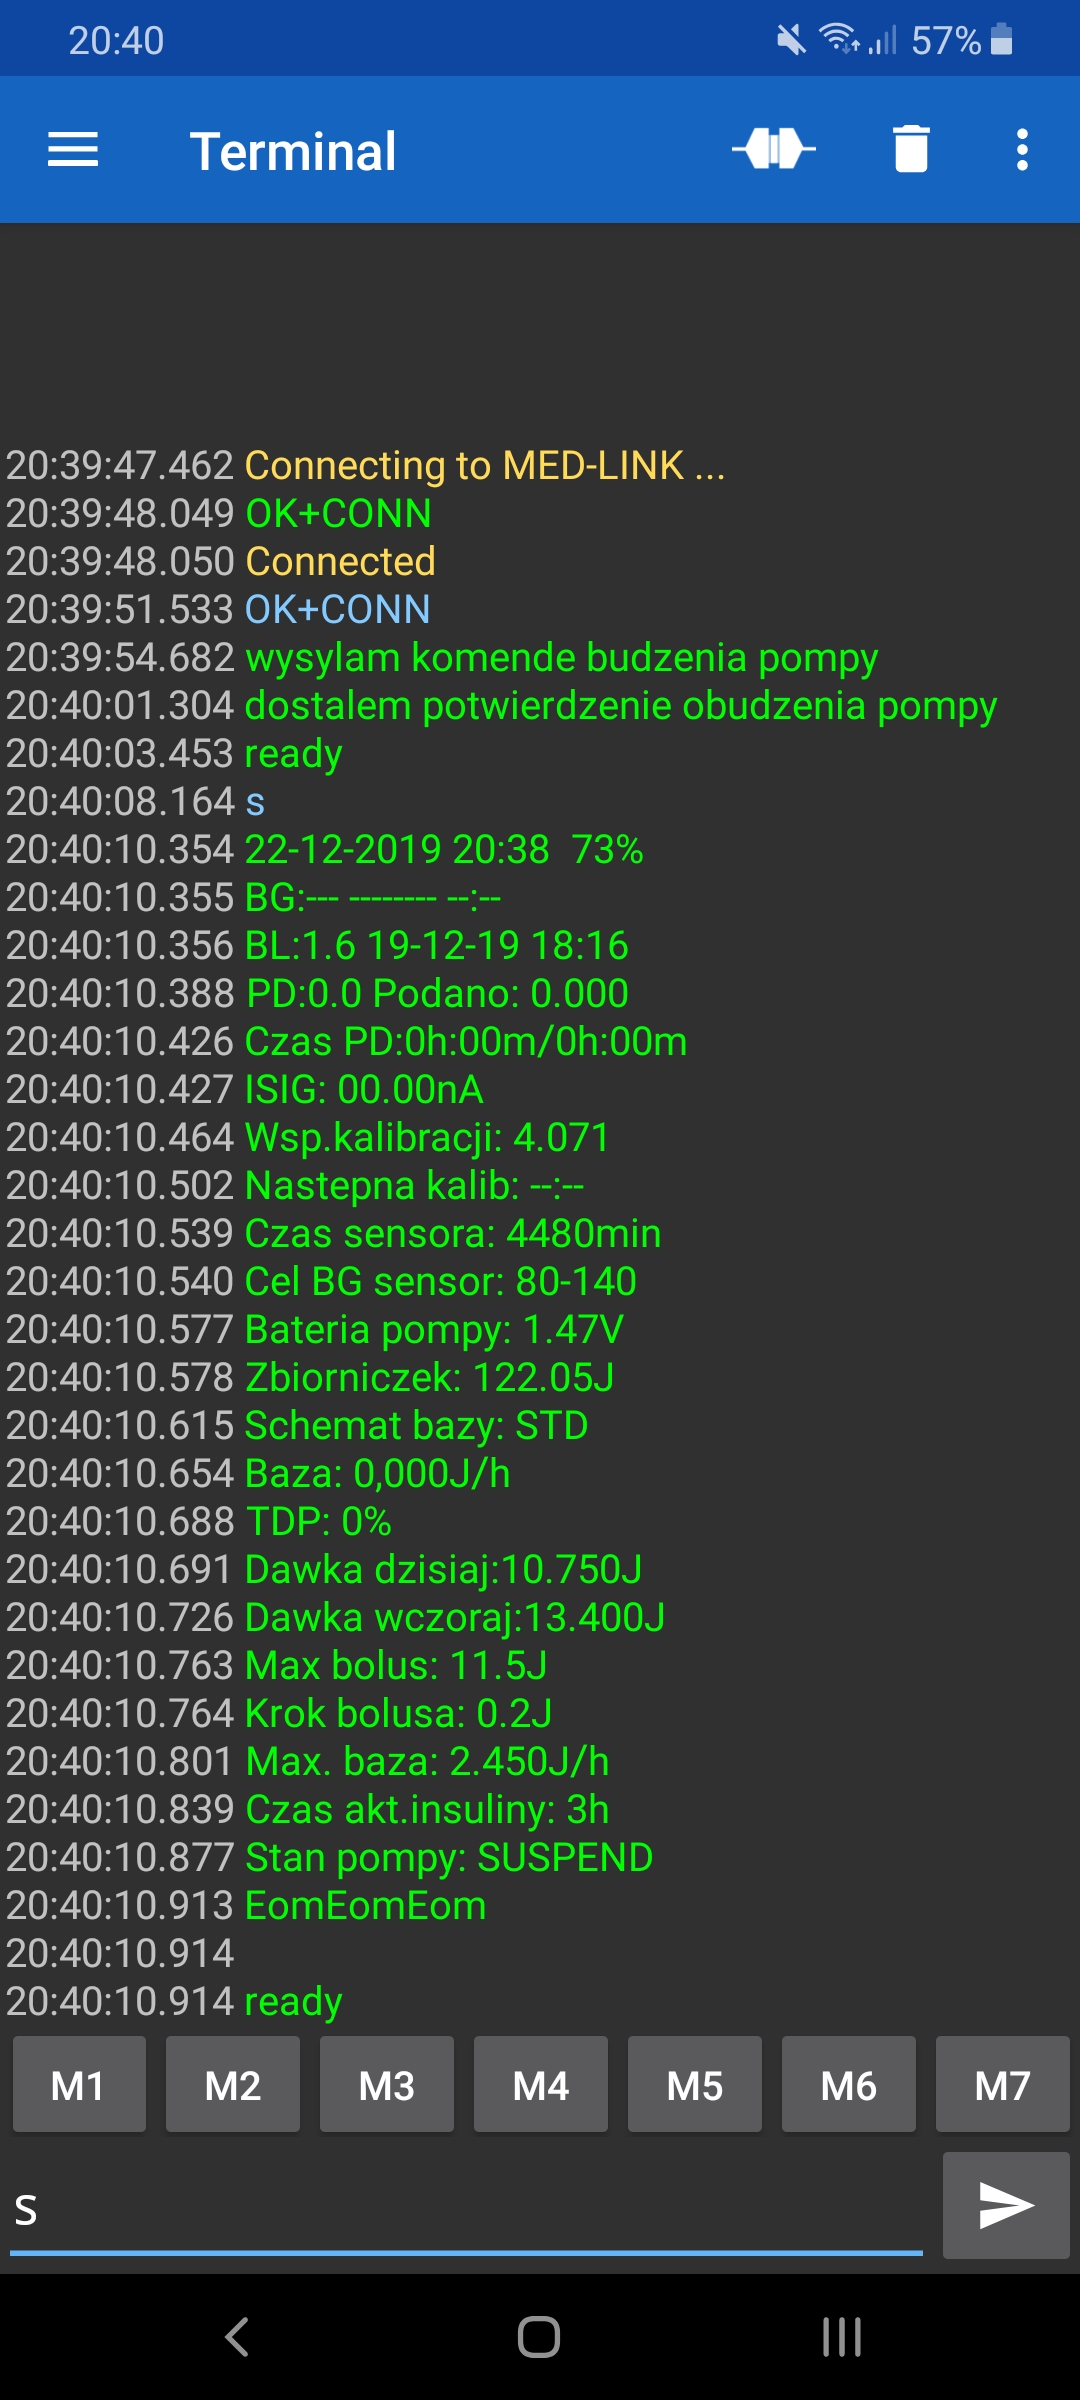 20:40 57%
Terminal
20:39:47.462 Connecting to MED-LINK ...
20:39:48.049 OK+CONN
20:39:48.050 Connected
20:39:51.533 OK+CONN
20:39:54.682 wysylam komende budzenia pompy
20:40:01.304 dostalem potwierdzenie obudzenia pompy
20:40:03.453 ready
20:40:08.164 s
20:40:10.354 22-12-2019 20:38  73%
20:40:10.355 BG:--- -------- --:--
20:40:10.356 BL:1.6 19-12-19 18:16
20:40:10.388 PD:0.0 Podano: 0.000
20:40:10.426 Czas PD:0h:00m/0h:00m
20:40:10.427 ISIG: 00.00nA
20:40:10.464 Wsp.kalibracji: 4.071
20:40:10.502 Nastepna kalib: --:--
20:40:10.539 Czas sensora: 4480min
20:40:10.540 Cel BG sensor: 80-140
20:40:10.577 Bateria pompy: 1.47V
20:40:10.578 Zbiorniczek: 122.05J
20:40:10.615 Schemat bazy: STD
20:40:10.654 Baza: 0,000J/h
20:40:10.688 TDP: 0%
20:40:10.691 Dawka dzisiaj:10.750J
20:40:10.726 Dawka wczoraj:13.400J
20:40:10.763 Max bolus: 11.5J
20:40:10.764 Krok bolusa: 0.2J
20:40:10.801 Max. baza: 2.450J/h
20:40:10.839 Czas akt.insuliny: 3h
20:40:10.877 Stan pompy: SUSPEND
20:40:10.913 EomEomEom
20:40:10.914
20:40:10.914 ready
M1 M2 M3 M4 M5 M6 M7
s